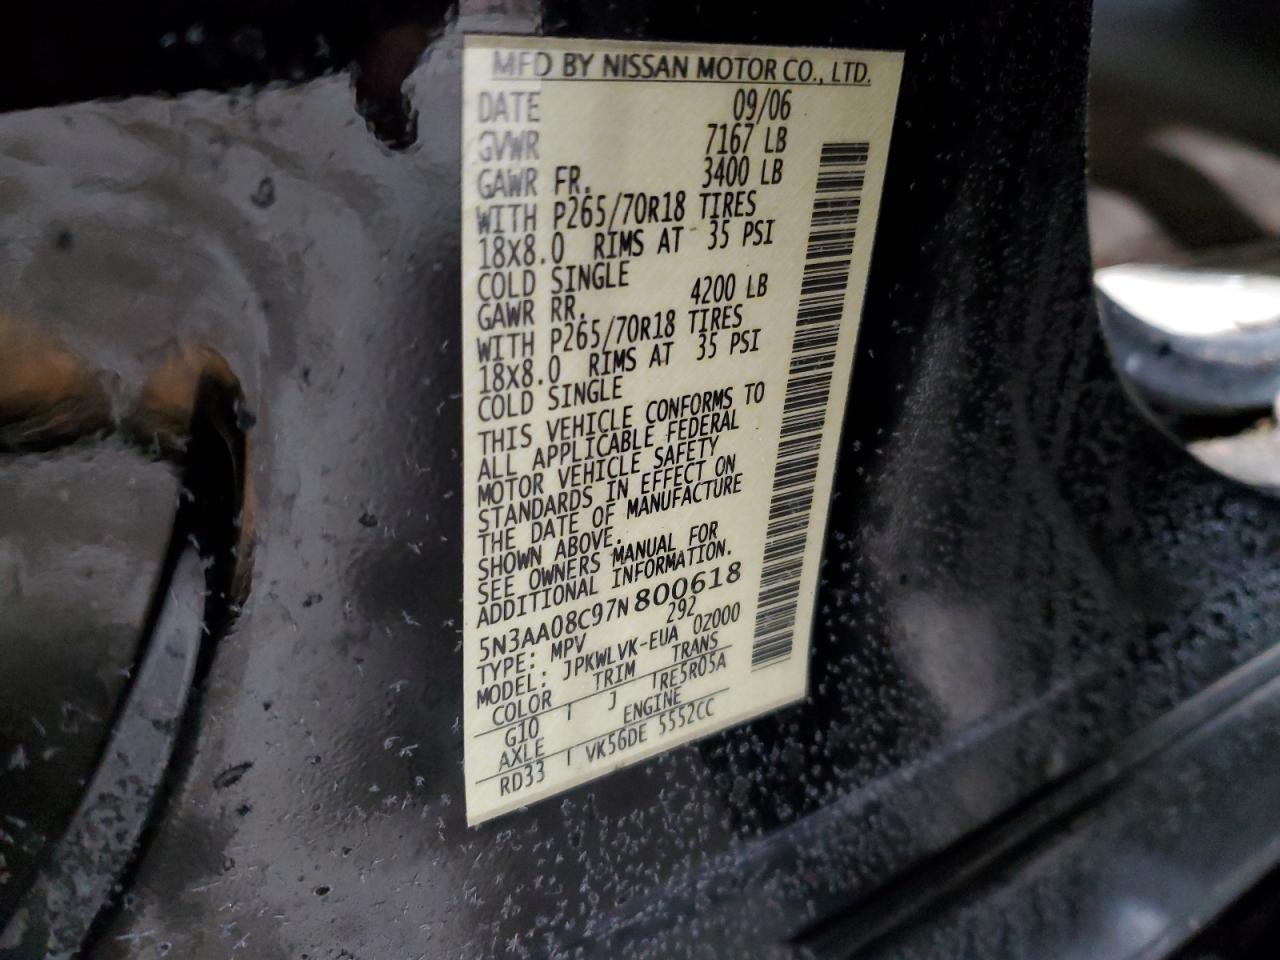 MFD BY NISSAN MOTOR CO., LTD.
DATE 09/06
GVWR 7167 LB
GAWR FR. 3400 LB
WITH P265/70R18 TIRES
18X8.0 RIMS AT 35 PSI
COLD SINGLE
GAWR RR. 4200 LB
WITH P265/70R18 TIRES
18X8.0 RIMS AT 35 PSI
COLD SINGLE
THIS VEHICLE CONFORMS TO
ALL APPLICABLE FEDERAL
MOTOR VEHICLE SAFETY
STANDARDS IN EFFECT ON
THE DATE OF MANUFACTURE
SHOWN ABOVE.
SEE OWNERS MANUAL FOR
ADDITIONAL INFORMATION.
5N3AA08C97N800618
TYPE: MPV 292
MODEL: JPKWLVK-EUA 0Z000
COLOR TRIM TRANS
G10 J TRE5R05A
AXLE ENGINE
RD33 VK56DE 5552CC